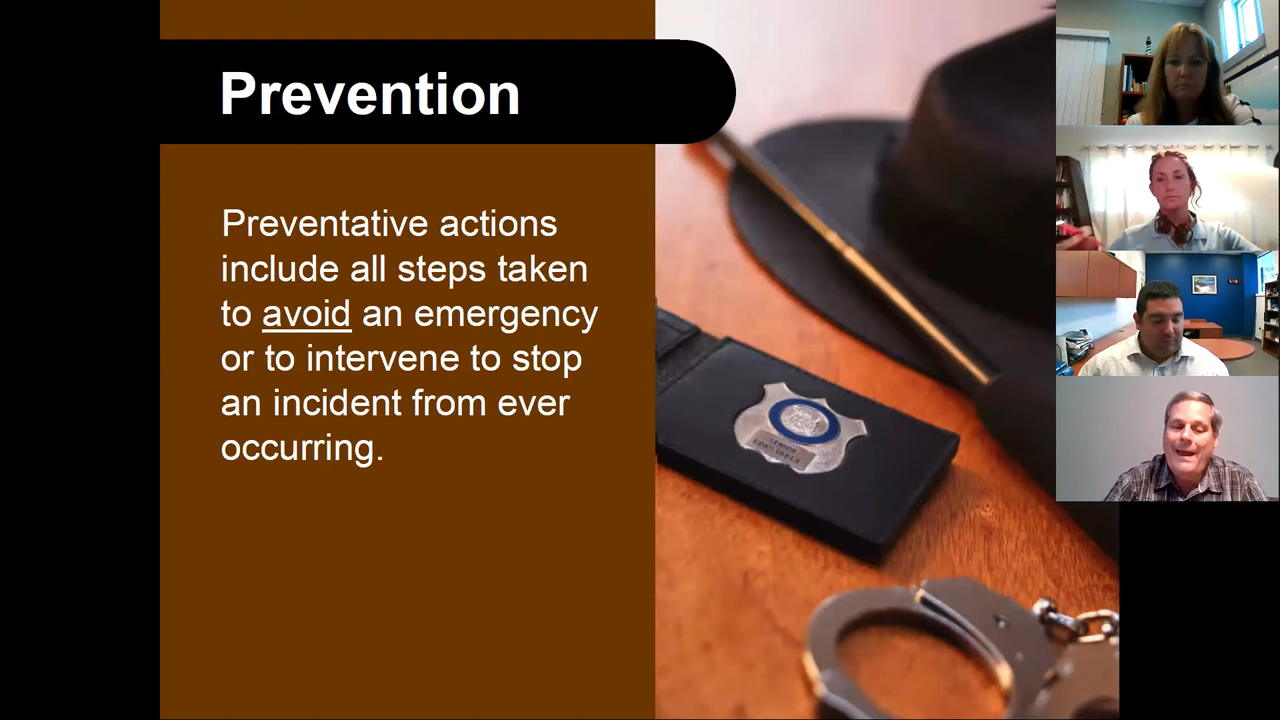 Prevention
Preventative actions
include all steps taken
to avoid an emergency
or to intervene to stop
an incident from ever
occurring.
SENIOR